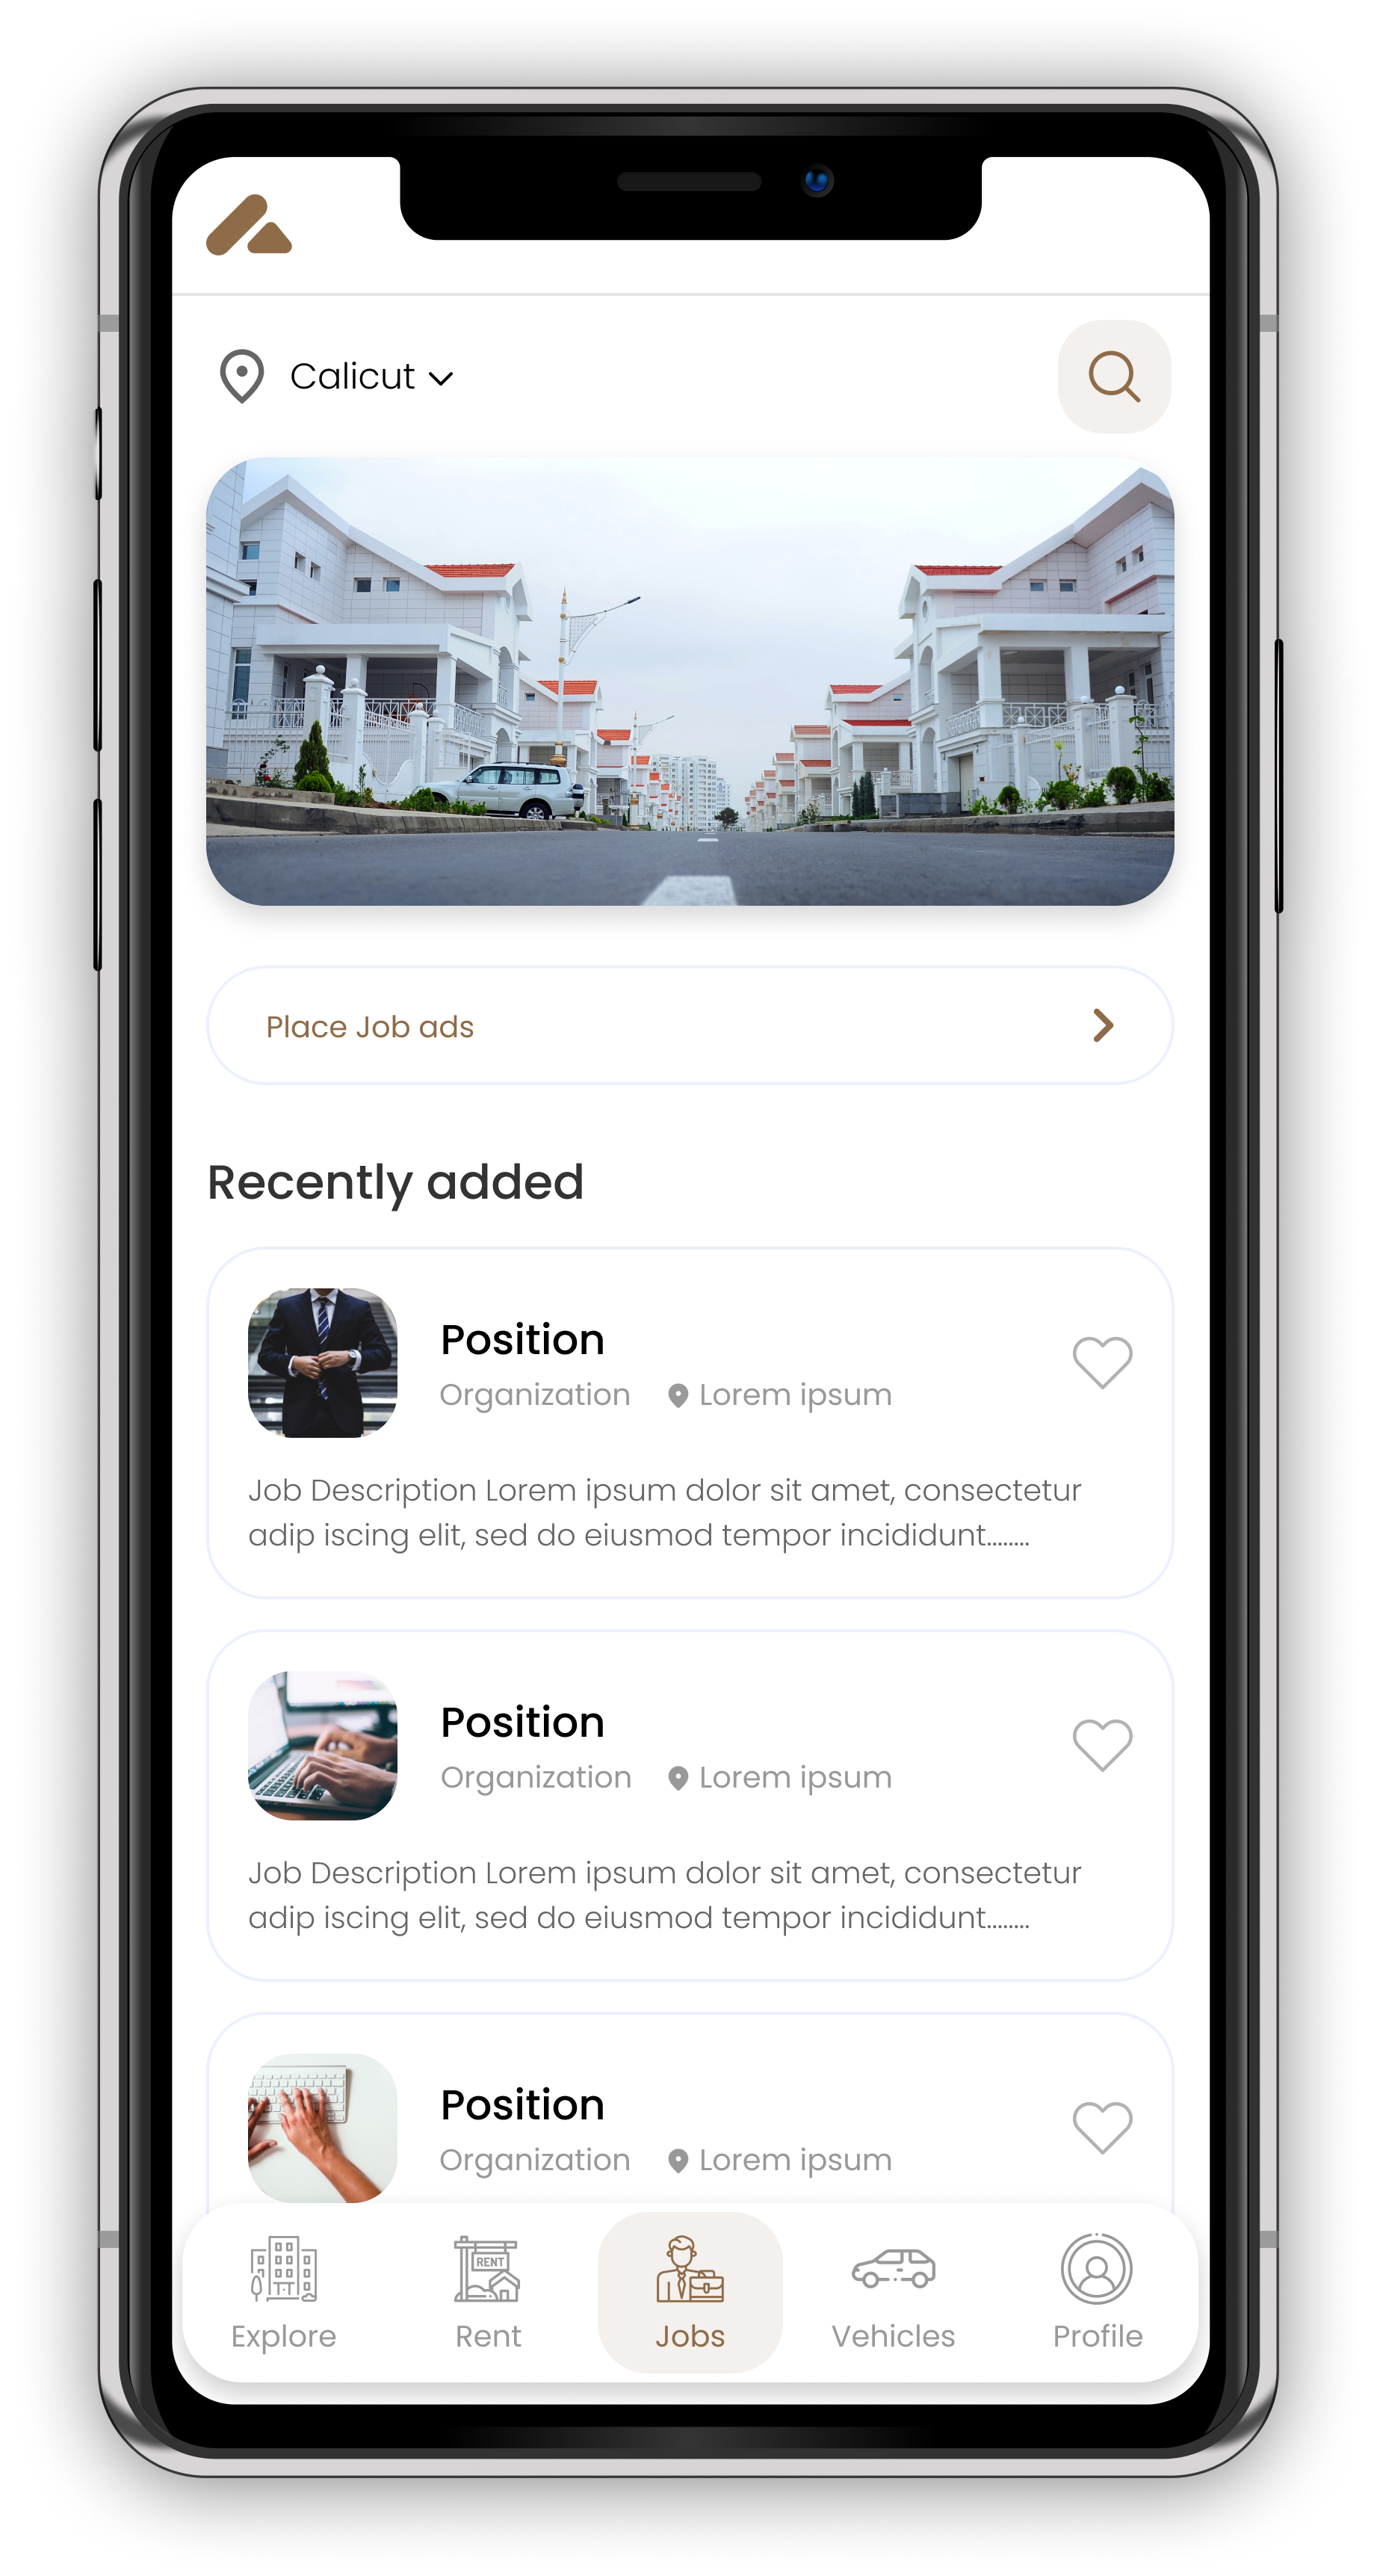 Calicut
Place Job ads
Recently added
Position
Organization Lorem ipsum
Job Description Lorem ipsum dolor sit amet, consectetur
adip iscing elit, sed do eiusmod tempor incididunt........
Position
Organization Lorem ipsum
Job Description Lorem ipsum dolor sit amet, consectetur
adip iscing elit, sed do eiusmod tempor incididunt........
Position
Organization Lorem ipsum
RENT
Explore Rent Jobs Vehicles Profile